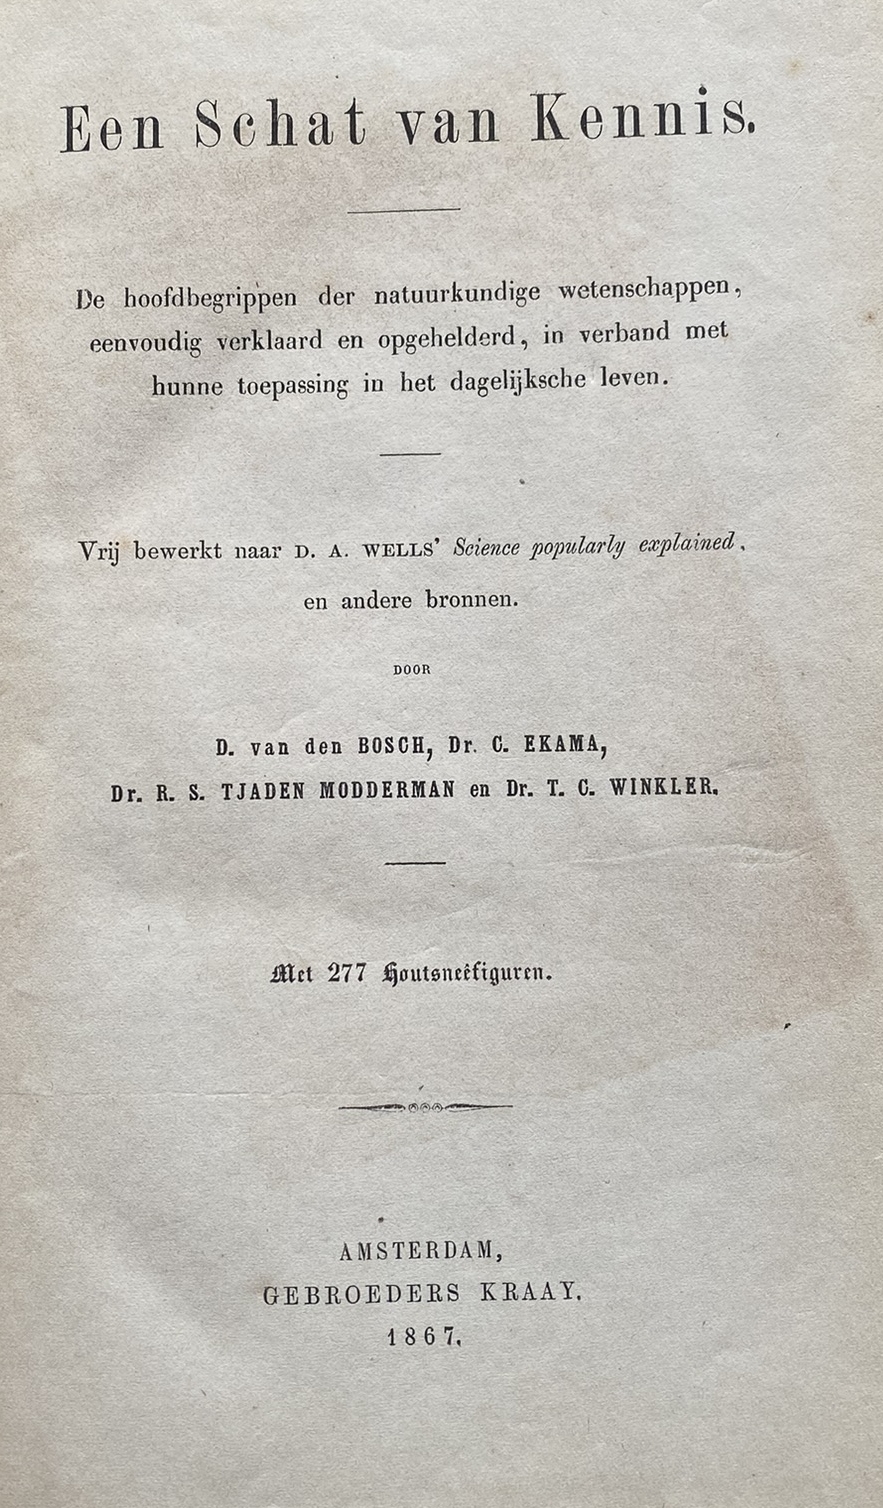 Een Schat van Kennis.
De hoofdbegrippen der natuurkundige wetenschappen,
eenvoudig verklaard en opgehelderd, in verband met
hunne toepassing in het dagelijksche leven.
Vrij bewerkt naar D. A. WELLS' Science popularly explained,
en andere bronnen.
DOOR
D. van den BOSCH, Dr. C. EKAMA,
Dr. R. S. TJADEN MODDERMAN en Dr. T. C. WINKLER.
Met 277 Houtsneêfiguren.
AMSTERDAM,
GEBROEDERS KRAAY.
1867.